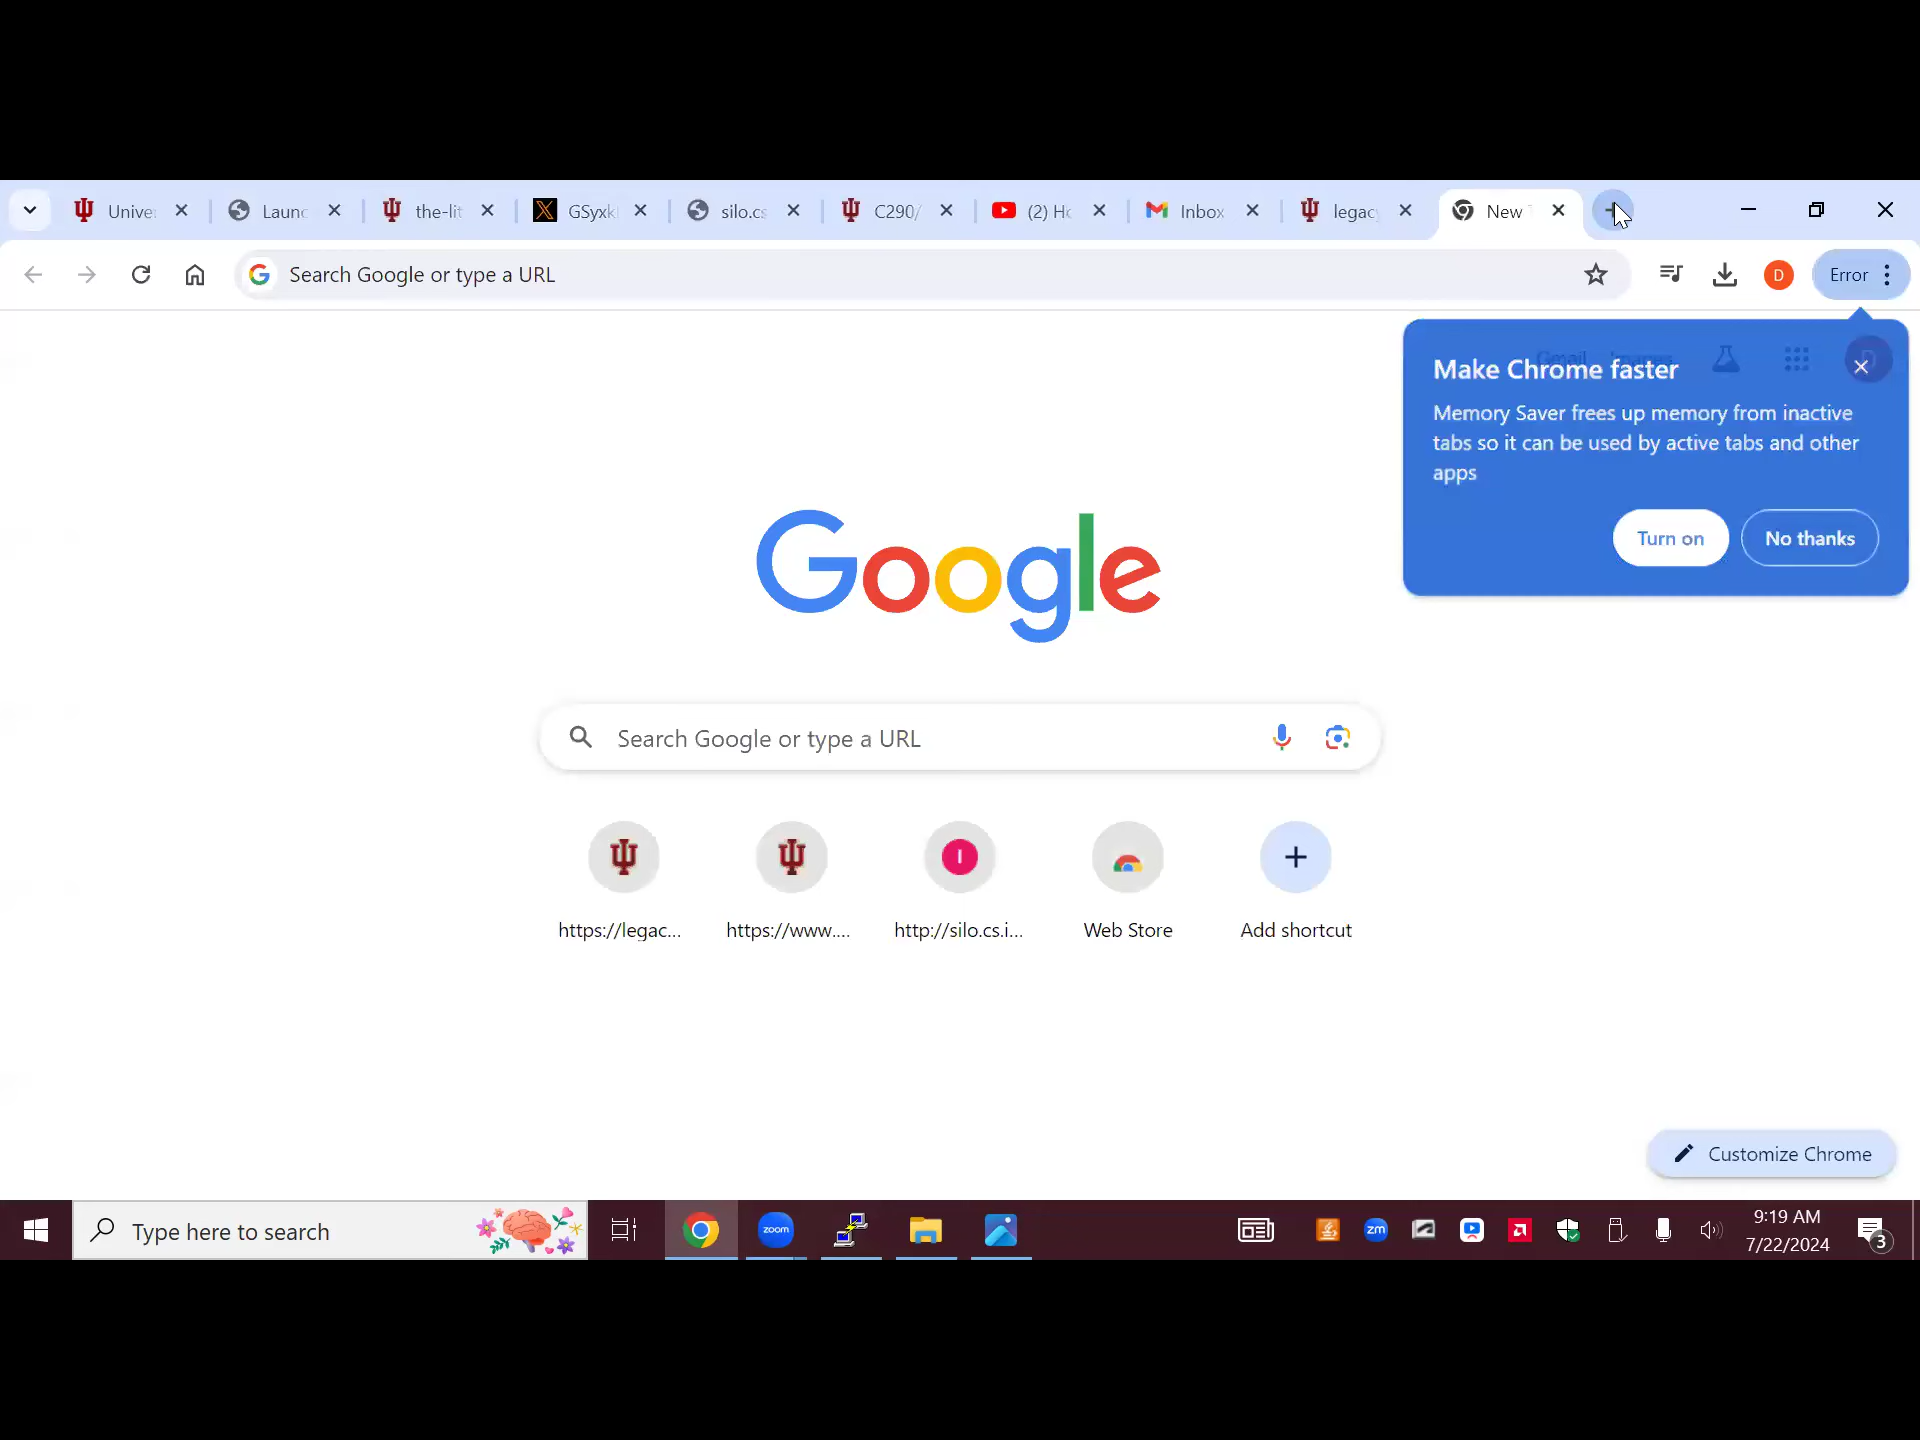 Unive
Launc
the-lit
GSyxk
silo.cs
C290/
(2) Ho
Inbox
legac
New T
Search Google or type a URL
D
Error
Make Chrome faster
Memory Saver frees up memory from inactive
tabs so it can be used by active tabs and other
apps
Turn on
No thanks
Google
Search Google or type a URL
I
https://legac...
https://www....
http://silo.cs.i...
Web Store
Add shortcut
Customize Chrome
Type here to search
zoom
zm
9:19 AM
7/22/2024
3